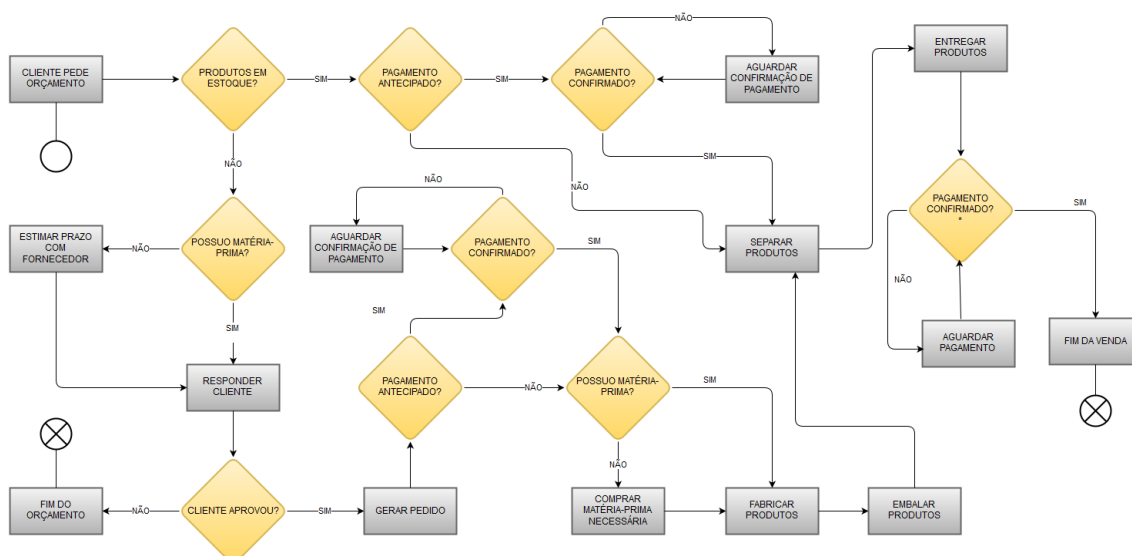 NÃO
ENTREGAR
PRODUTOS
CLIENTE PEDE
ORÇAMENTO
PRODUTOS EM
ESTOQUE?
SIM
PAGAMENTO
ANTECIPADO?
SIM
PAGAMENTO
CONFIRMADO?
AGUARDAR
CONFIRMAÇÃO DE
PAGAMENTO
NÃO
SIM
NÃO
NÃO
ESTIMAR PRAZO
COM
FORNECEDOR
NÃO
POSSUO MATÉRIA-
PRIMA?
AGUARDAR
CONFIRMAÇÃO DE
PAGAMENTO
PAGAMENTO
CONFIRMADO?
SIM
SEPARAR
PRODUTOS
PAGAMENTO
CONFIRMADO?
*
SIM
NÃO
SIM
SIM
AGUARDAR
PAGAMENTO
FIM DA VENDA
RESPONDER
CLIENTE
PAGAMENTO
ANTECIPADO?
NÃO
POSSUO MATÉRIA-
PRIMA?
SIM
NÃO
FIM DO
ORÇAMENTO
NÃO
CLIENTE APROVOU?
SIM
GERAR PEDIDO
COMPRAR
MATÉRIA-PRIMA
NECESSÁRIA
FABRICAR
PRODUTOS
EMBALAR
PRODUTOS